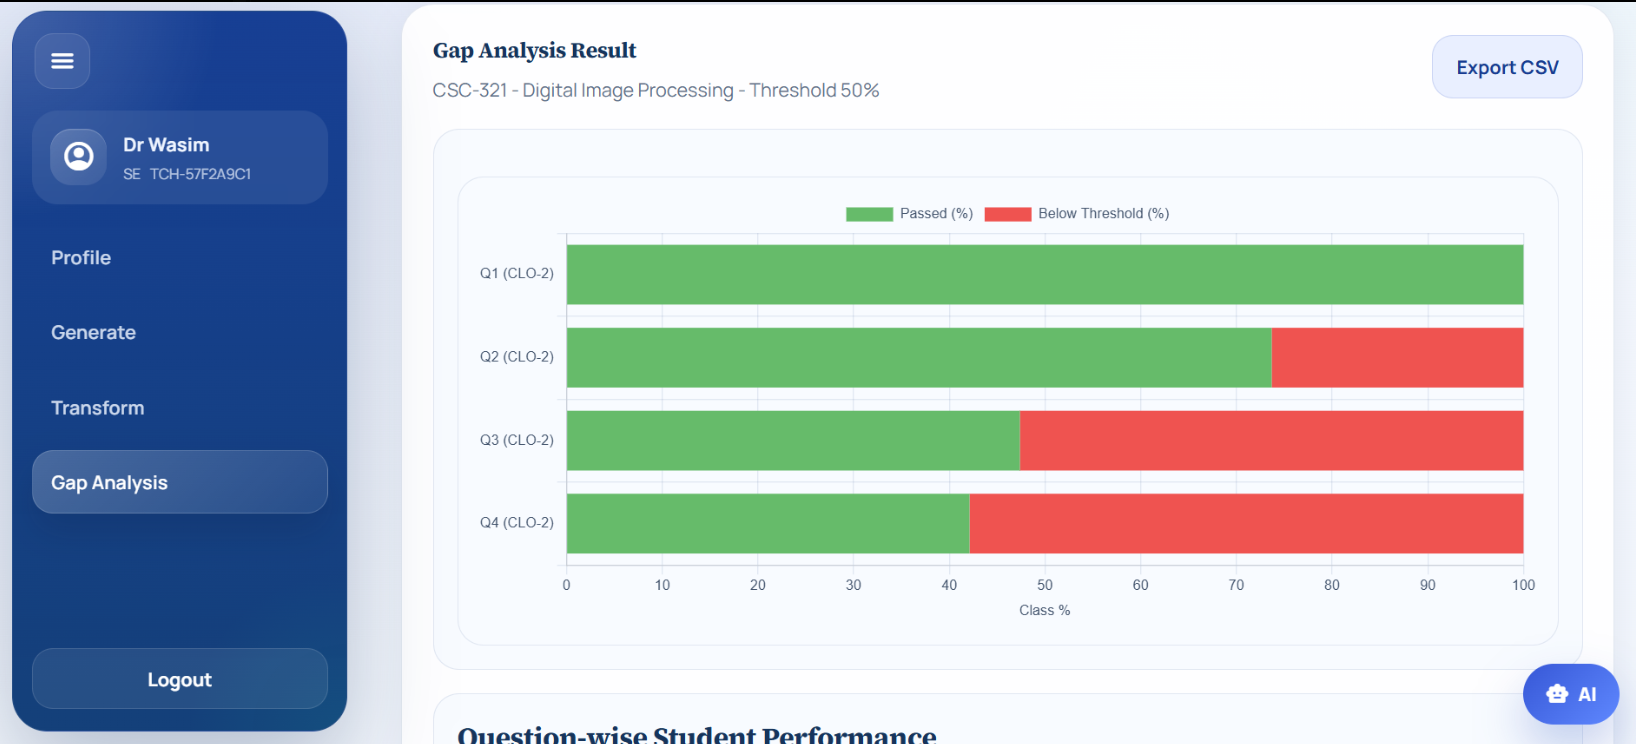 Dr Wasim
SE TCH-57F2A9C1
Profile
Generate
Transform
Gap Analysis
Logout
Gap Analysis Result
CSC-321 - Digital Image Processing - Threshold 50%
Export CSV
Passed (%) Below Threshold (%)
Q1 (CLO-2)
Q2 (CLO-2)
Q3 (CLO-2)
Q4 (CLO-2)
0 10 20 30 40 50 60 70 80 90 100
Class %
AI
Question-wise Student Performance